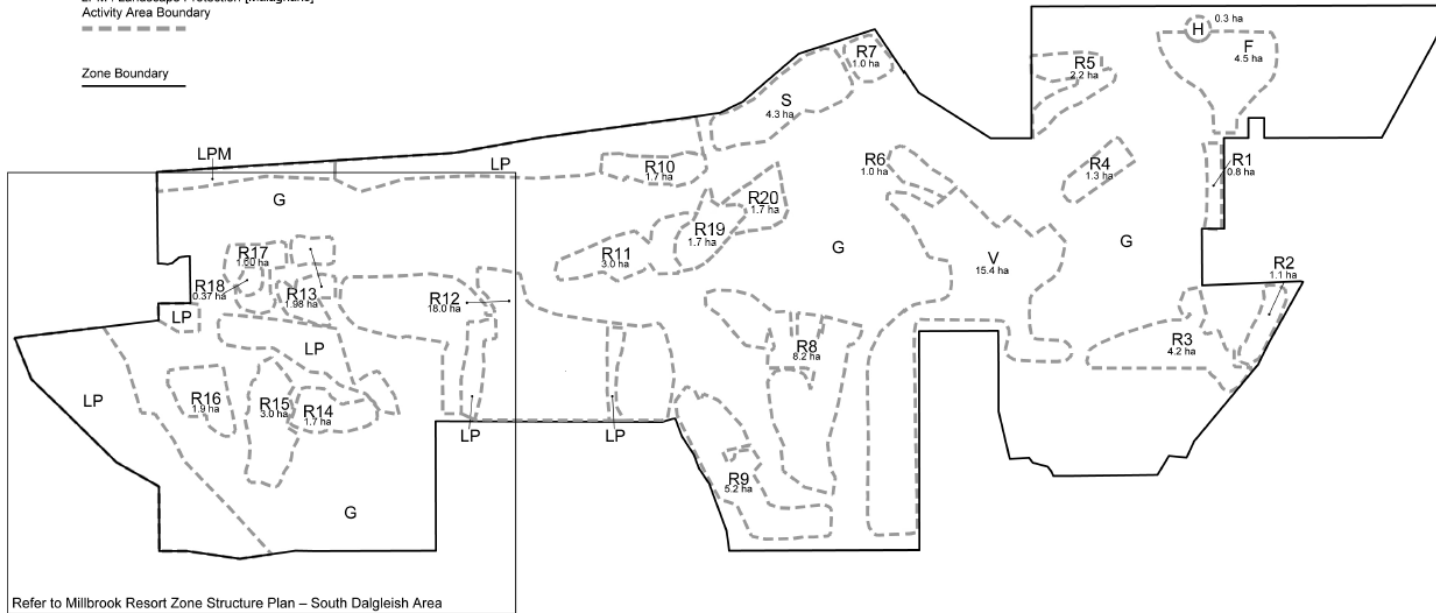 Activity Area Boundary
Zone Boundary
H
0.3 ha
F
4.5 ha
R7
1.0 ha
R5
2.2 ha
S
4.3 ha
LPM
LP
R10
1.7 ha
R6
1.0 ha
R4
1.3 ha
R1
0.8 ha
G
R20
1.7 ha
R19
1.7 ha
R17
1.60 ha
R11
3.0 ha
G
V
15.4 ha
G
R18
0.37 ha
R13
1.98 ha
R12
18.0 ha
R2
1.1 ha
LP
LP
R8
8.2 ha
R3
4.2 ha
LP
R16
1.9 ha
R15
3.0 ha
R14
1.7 ha
LP
LP
R9
5.2 ha
G
Refer to Millbrook Resort Zone Structure Plan – South Dalgleish Area